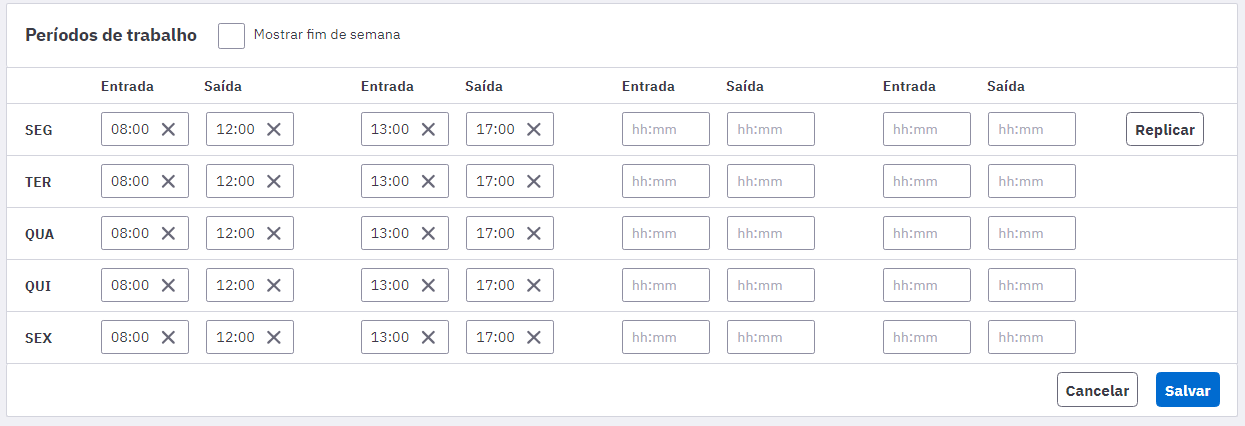 Períodos de trabalho Mostrar fim de semana
Entrada Saída Entrada Saída Entrada Saída Entrada Saída
SEG 08:00 12:00 13:00 17:00 hh:mm hh:mm hh:mm hh:mm Replicar
TER 08:00 12:00 13:00 17:00 hh:mm hh:mm hh:mm hh:mm
QUA 08:00 12:00 13:00 17:00 hh:mm hh:mm hh:mm hh:mm
QUI 08:00 12:00 13:00 17:00 hh:mm hh:mm hh:mm hh:mm
SEX 08:00 12:00 13:00 17:00 hh:mm hh:mm hh:mm hh:mm
Cancelar Salvar